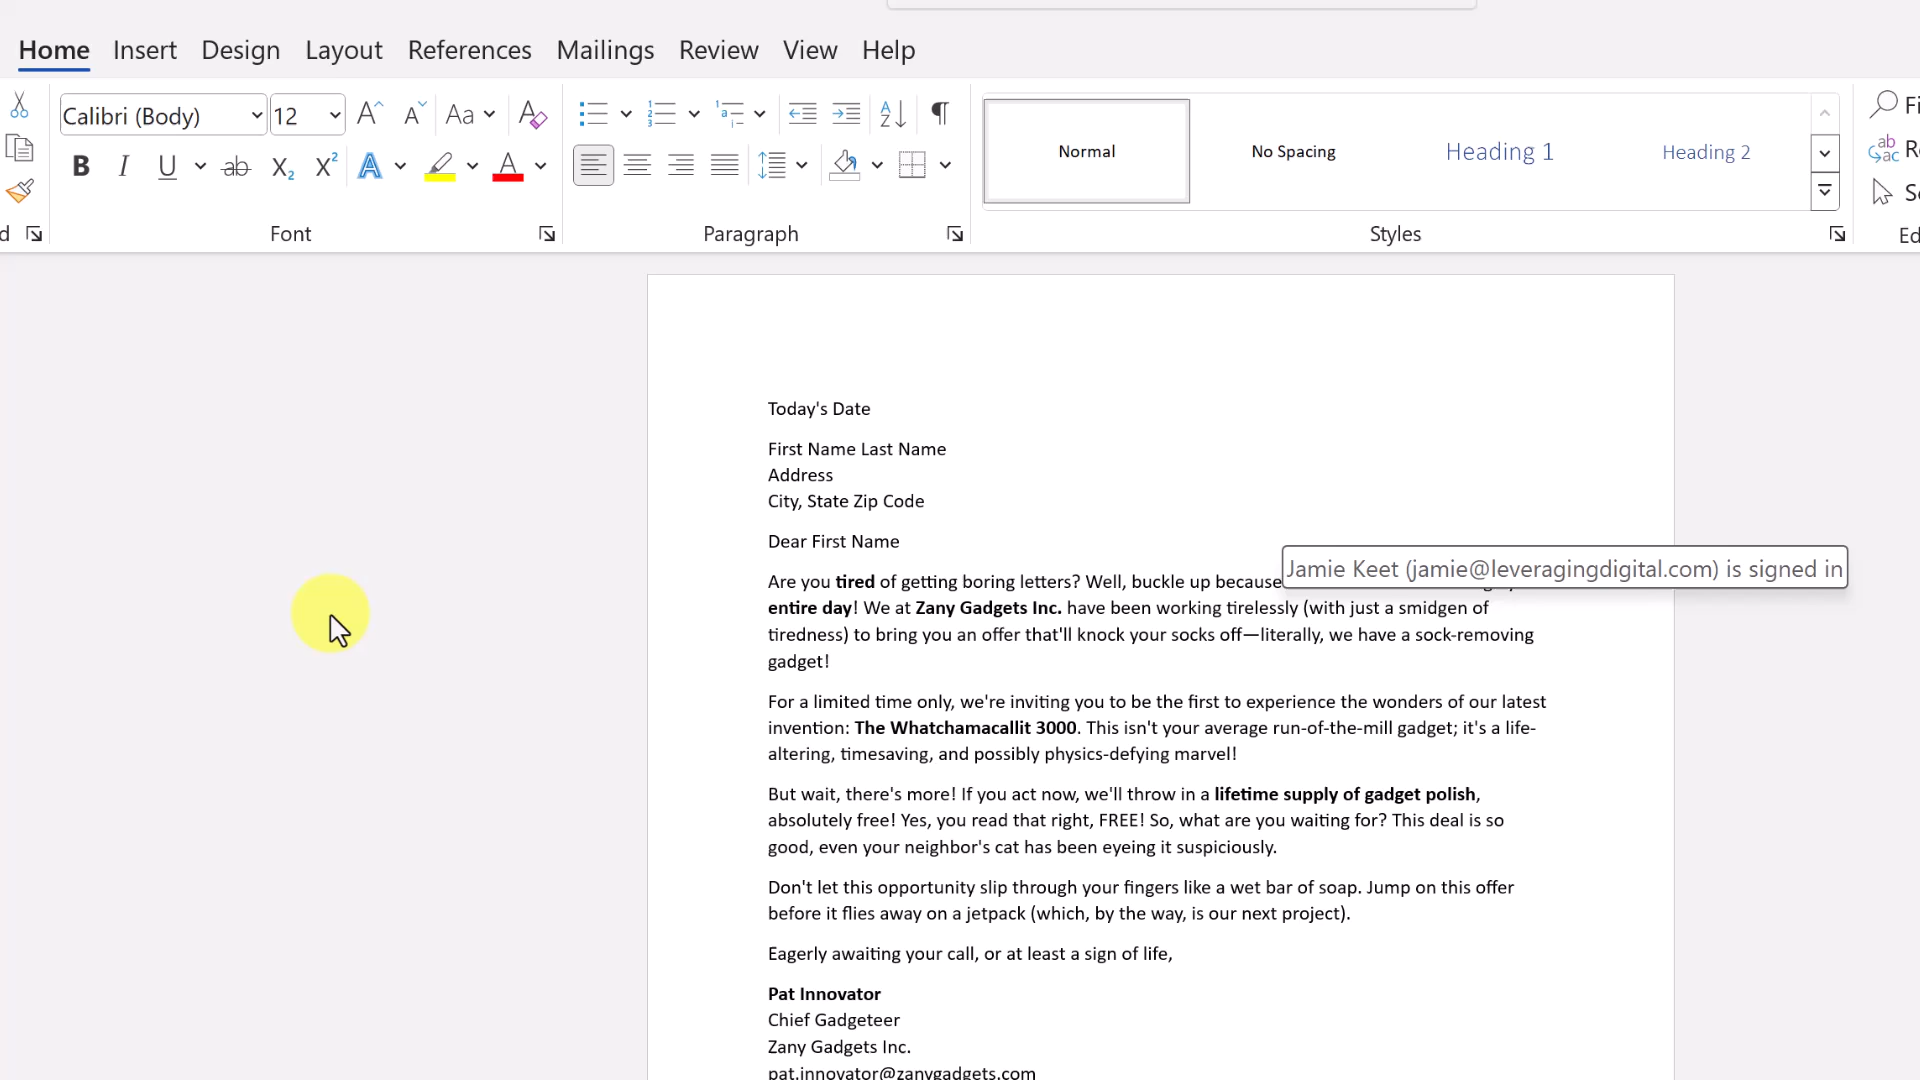 Home Insert Design Layout References Mailings Review View Help
Calibri (Body) 12 Aa
Normal No Spacing Heading 1 Heading 2
Font Paragraph Styles
Today's Date
First Name Last Name
Address
City, State Zip Code
Dear First Name
Are you tired of getting boring letters? Well, buckle up because
Jamie Keet (jamie@leveragingdigital.com) is signed in
entire day! We at Zany Gadgets Inc. have been working tirelessly (with just a smidgen of
tiredness) to bring you an offer that'll knock your socks off—literally, we have a sock-removing
gadget!
For a limited time only, we're inviting you to be the first to experience the wonders of our latest
invention: The Whatchamacallit 3000. This isn't your average run-of-the-mill gadget; it's a life-
altering, timesaving, and possibly physics-defying marvel!
But wait, there's more! If you act now, we'll throw in a lifetime supply of gadget polish,
absolutely free! Yes, you read that right, FREE! So, what are you waiting for? This deal is so
good, even your neighbor's cat has been eyeing it suspiciously.
Don't let this opportunity slip through your fingers like a wet bar of soap. Jump on this offer
before it flies away on a jetpack (which, by the way, is our next project).
Eagerly awaiting your call, or at least a sign of life,
Pat Innovator
Chief Gadgeteer
Zany Gadgets Inc.
pat.innovator@zanygadgets.com